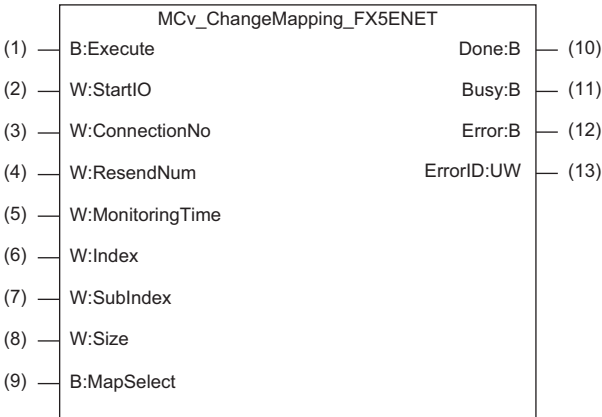 MCv_ChangeMapping_FX5ENET
(1) B:Execute Done:B (10)
(2) W:StartIO Busy:B (11)
(3) W:ConnectionNo Error:B (12)
(4) W:ResendNum ErrorID:UW (13)
(5) W:MonitoringTime
(6) W:Index
(7) W:SubIndex
(8) W:Size
(9) B:MapSelect